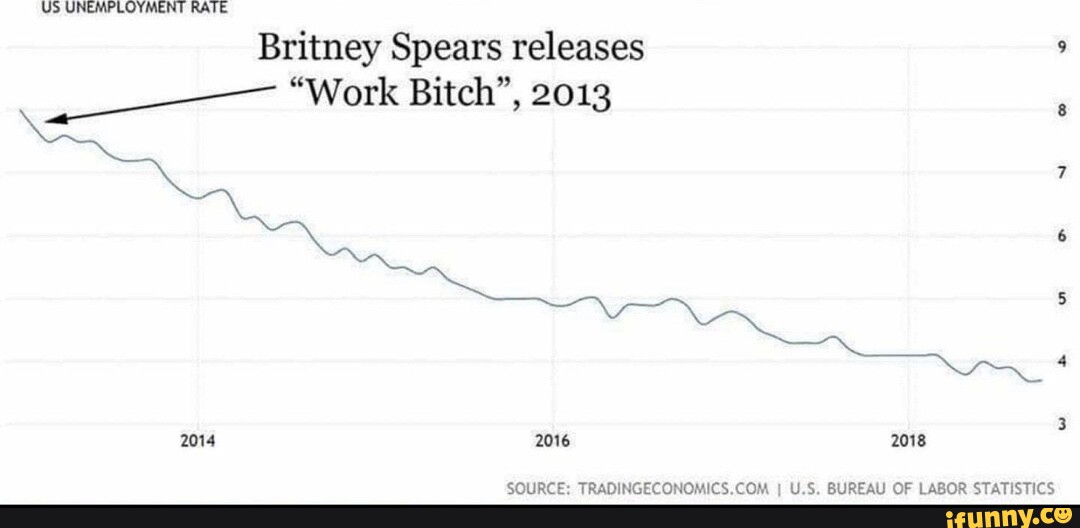 US UNEMPLOYMENT RATE
Britney Spears releases
“Work Bitch”, 2013
9
8
7
6
5
4
3
2014 2016 2018
SOURCE: TRADINGECONOMICS.COM | U.S. BUREAU OF LABOR STATISTICS
ifunny.co